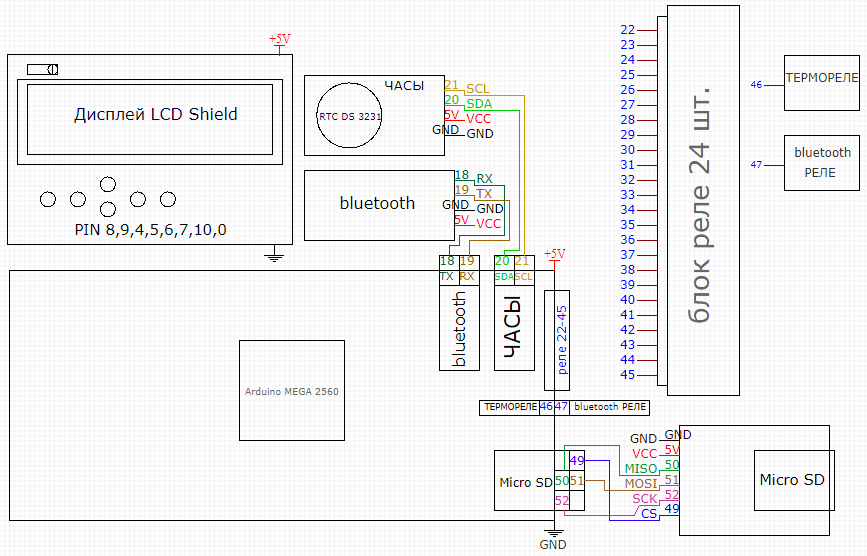 +5V
Дисплей LCD Shield
PIN 8,9,4,5,6,7,10,0
ЧАСЫ
RTC DS 3231
21 SCL
20 SDA
5V VCC
GND GND
bluetooth
18 RX
19 TX
GND GND
5V VCC
18 19
TX RX
bluetooth
20 21
SDA SCL
ЧАСЫ
+5V
реле 22-45
ТЕРМОРЕЛЕ 46 47 bluetooth РЕЛЕ
Arduino MEGA 2560
Micro SD
49
50 51
52
GND
22
23
24
25
26
27
28
29
30
31
32
33
34
35
36
37
38
39
40
41
42
43
44
45
блок реле 24 шт.
46 ТЕРМОРЕЛЕ
47 bluetooth
РЕЛЕ
GND GND
VCC 5V
MISO 50
MOSI 51
SCK 52
CS 49
Micro SD